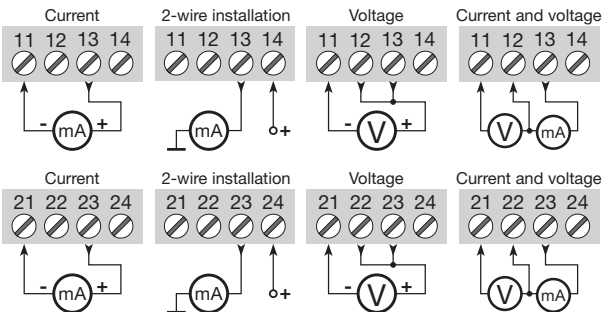 Current 2-wire installation Voltage Current and voltage
11 12 13 14 11 12 13 14 11 12 13 14 11 12 13 14
- mA + mA + - V + V mA
Current 2-wire installation Voltage Current and voltage
21 22 23 24 21 22 23 24 21 22 23 24 21 22 23 24
- mA + mA + - V + V mA